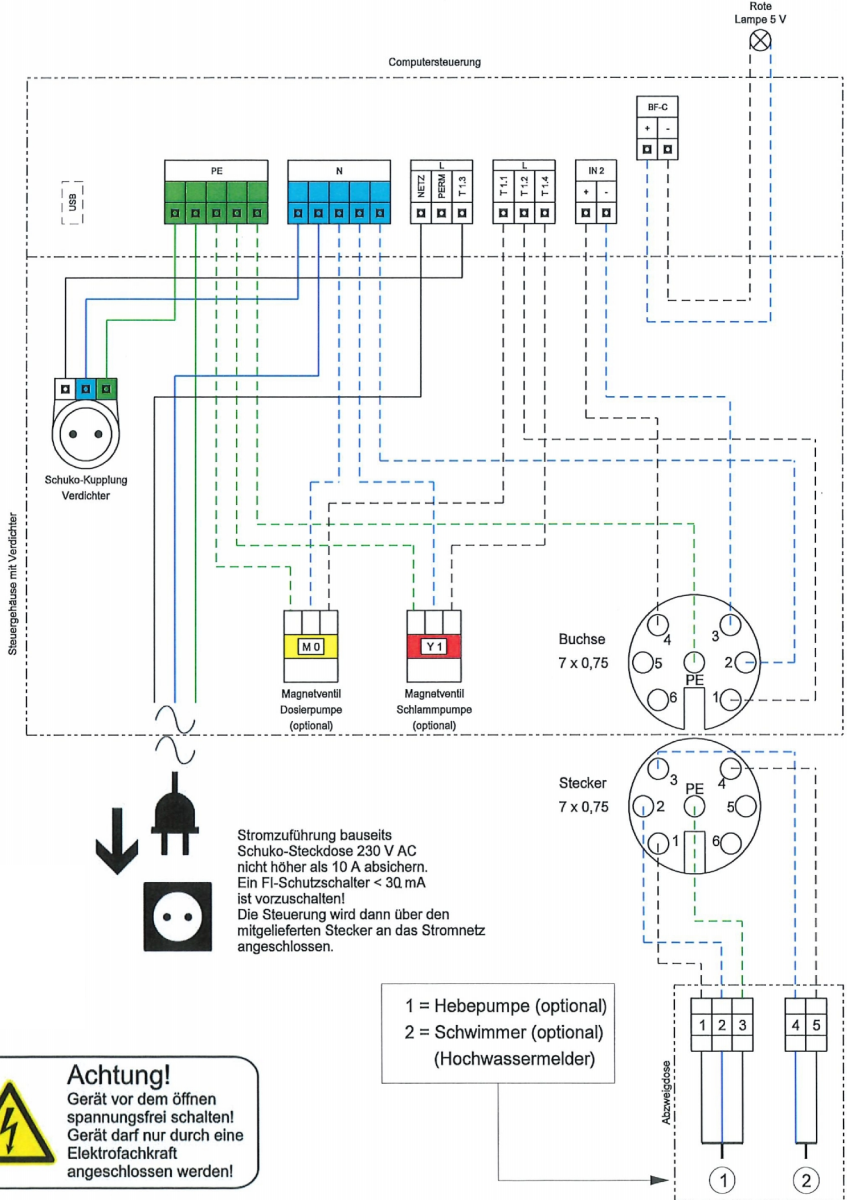 Rote
Lampe 5 V
Computersteuerung
BF-C
+ -
USB
PE
N
L
NETZ PERM T 1.3
L
T 1.1 T 1.2 T 1.4
IN 2
+ -
Schuko-Kupplung
Verdichter
Steuergehäuse mit Verdichter
M 0
Magnetventil
Dosierpumpe
(optional)
Y 1
Magnetventil
Schlammpumpe
(optional)
Buchse
7 x 0,75
4 3
5 2
PE
6 1
Stecker
7 x 0,75
3 4
PE
2 5
1 6
Stromzuführung bauseits
Schuko-Steckdose 230 V AC
nicht höher als 10 A absichern.
Ein FI-Schutzschalter < 30 mA
ist vorzuschalten!
Die Steuerung wird dann über den
mitgelieferten Stecker an das Stromnetz
angeschlossen.
1 = Hebepumpe (optional)
2 = Schwimmer (optional)
(Hochwassermelder)
1 2 3 4 5
Abzweigdose
1 2
Achtung!
Gerät vor dem öffnen
spannungsfrei schalten!
Gerät darf nur durch eine
Elektrofachkraft
angeschlossen werden!